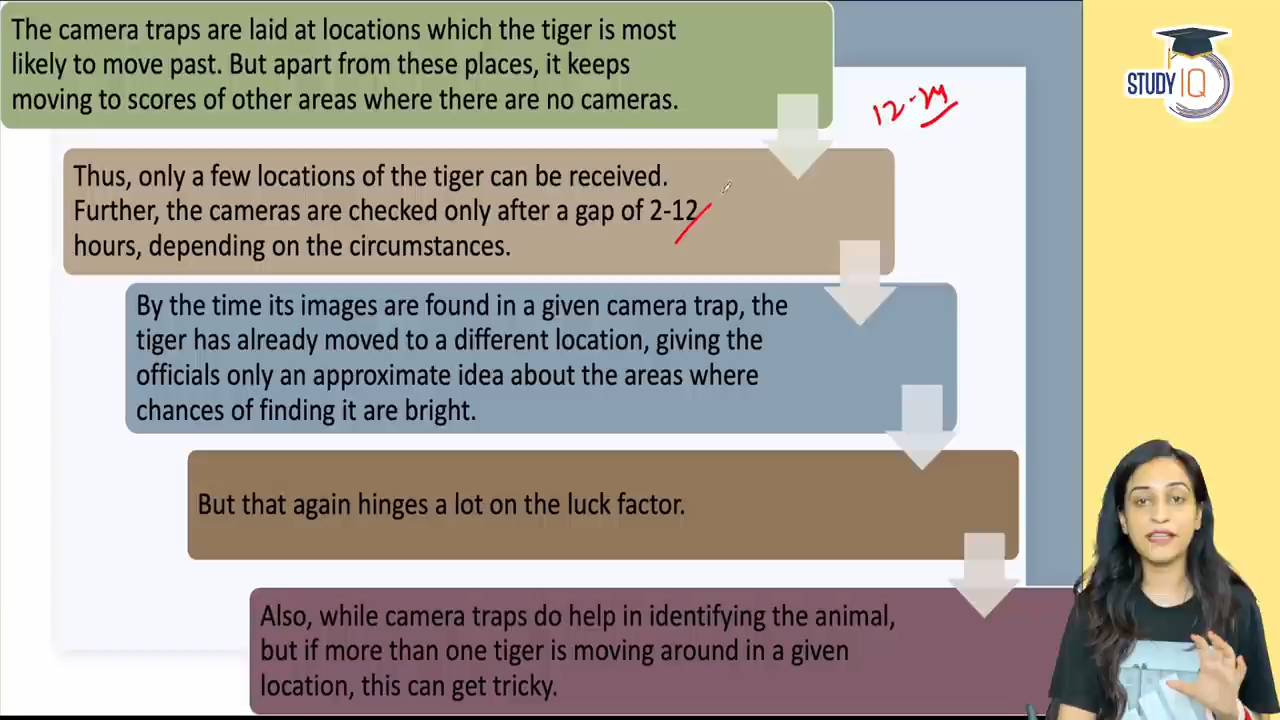 The camera traps are laid at locations which the tiger is most
likely to move past. But apart from these places, it keeps
moving to scores of other areas where there are no cameras.
12-24
Thus, only a few locations of the tiger can be received.
Further, the cameras are checked only after a gap of 2-12
hours, depending on the circumstances.
By the time its images are found in a given camera trap, the
tiger has already moved to a different location, giving the
officials only an approximate idea about the areas where
chances of finding it are bright.
But that again hinges a lot on the luck factor.
Also, while camera traps do help in identifying the animal,
but if more than one tiger is moving around in a given
location, this can get tricky.
STUDY IQ